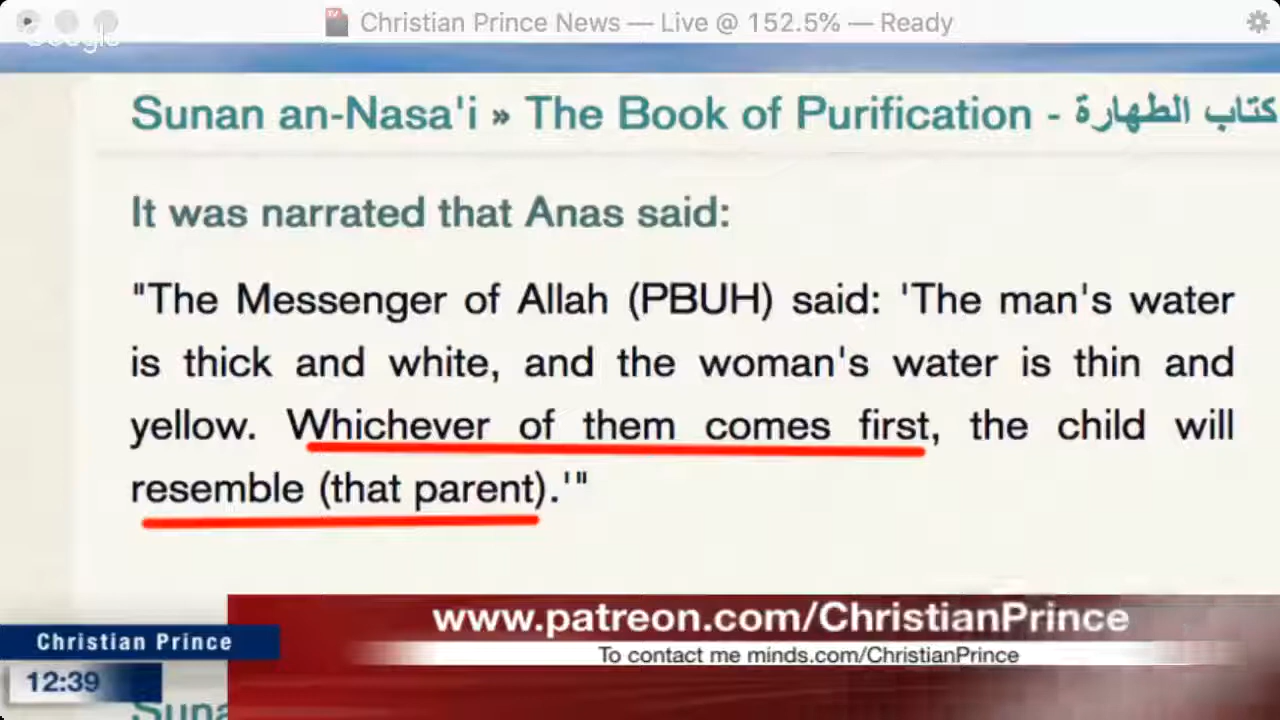 Christian Prince News — Live @ 152.5% — Ready
Google
Sunan an-Nasa'i » The Book of Purification - كتاب الطهارة
It was narrated that Anas said:
"The Messenger of Allah (PBUH) said: 'The man's water
is thick and white, and the woman's water is thin and
yellow. Whichever of them comes first, the child will
resemble (that parent).'"
www.patreon.com/ChristianPrince
Christian Prince
To contact me minds.com/ChristianPrince
12:39